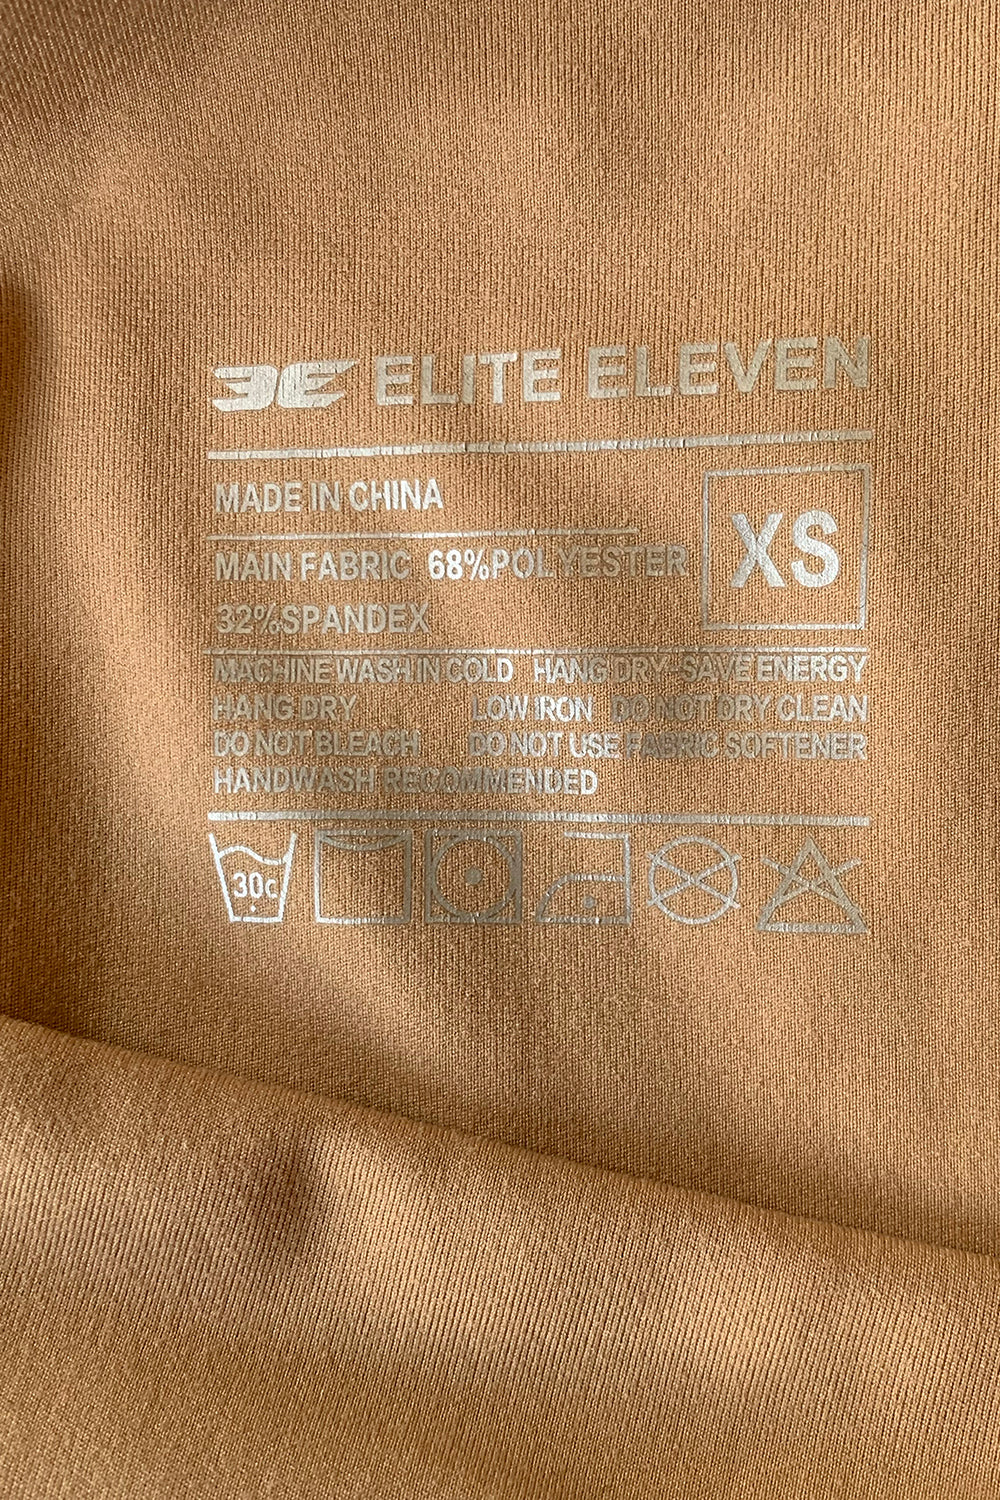 ELITE ELEVEN
MADE IN CHINA
XS
MAIN FABRIC 68%POLYESTER
32%SPANDEX
MACHINE WASH IN COLD HANG DRY SAVE ENERGY
HANG DRY LOW IRON DO NOT DRY CLEAN
DO NOT BLEACH DO NOT USE FABRIC SOFTENER
HANDWASH RECOMMENDED
30c